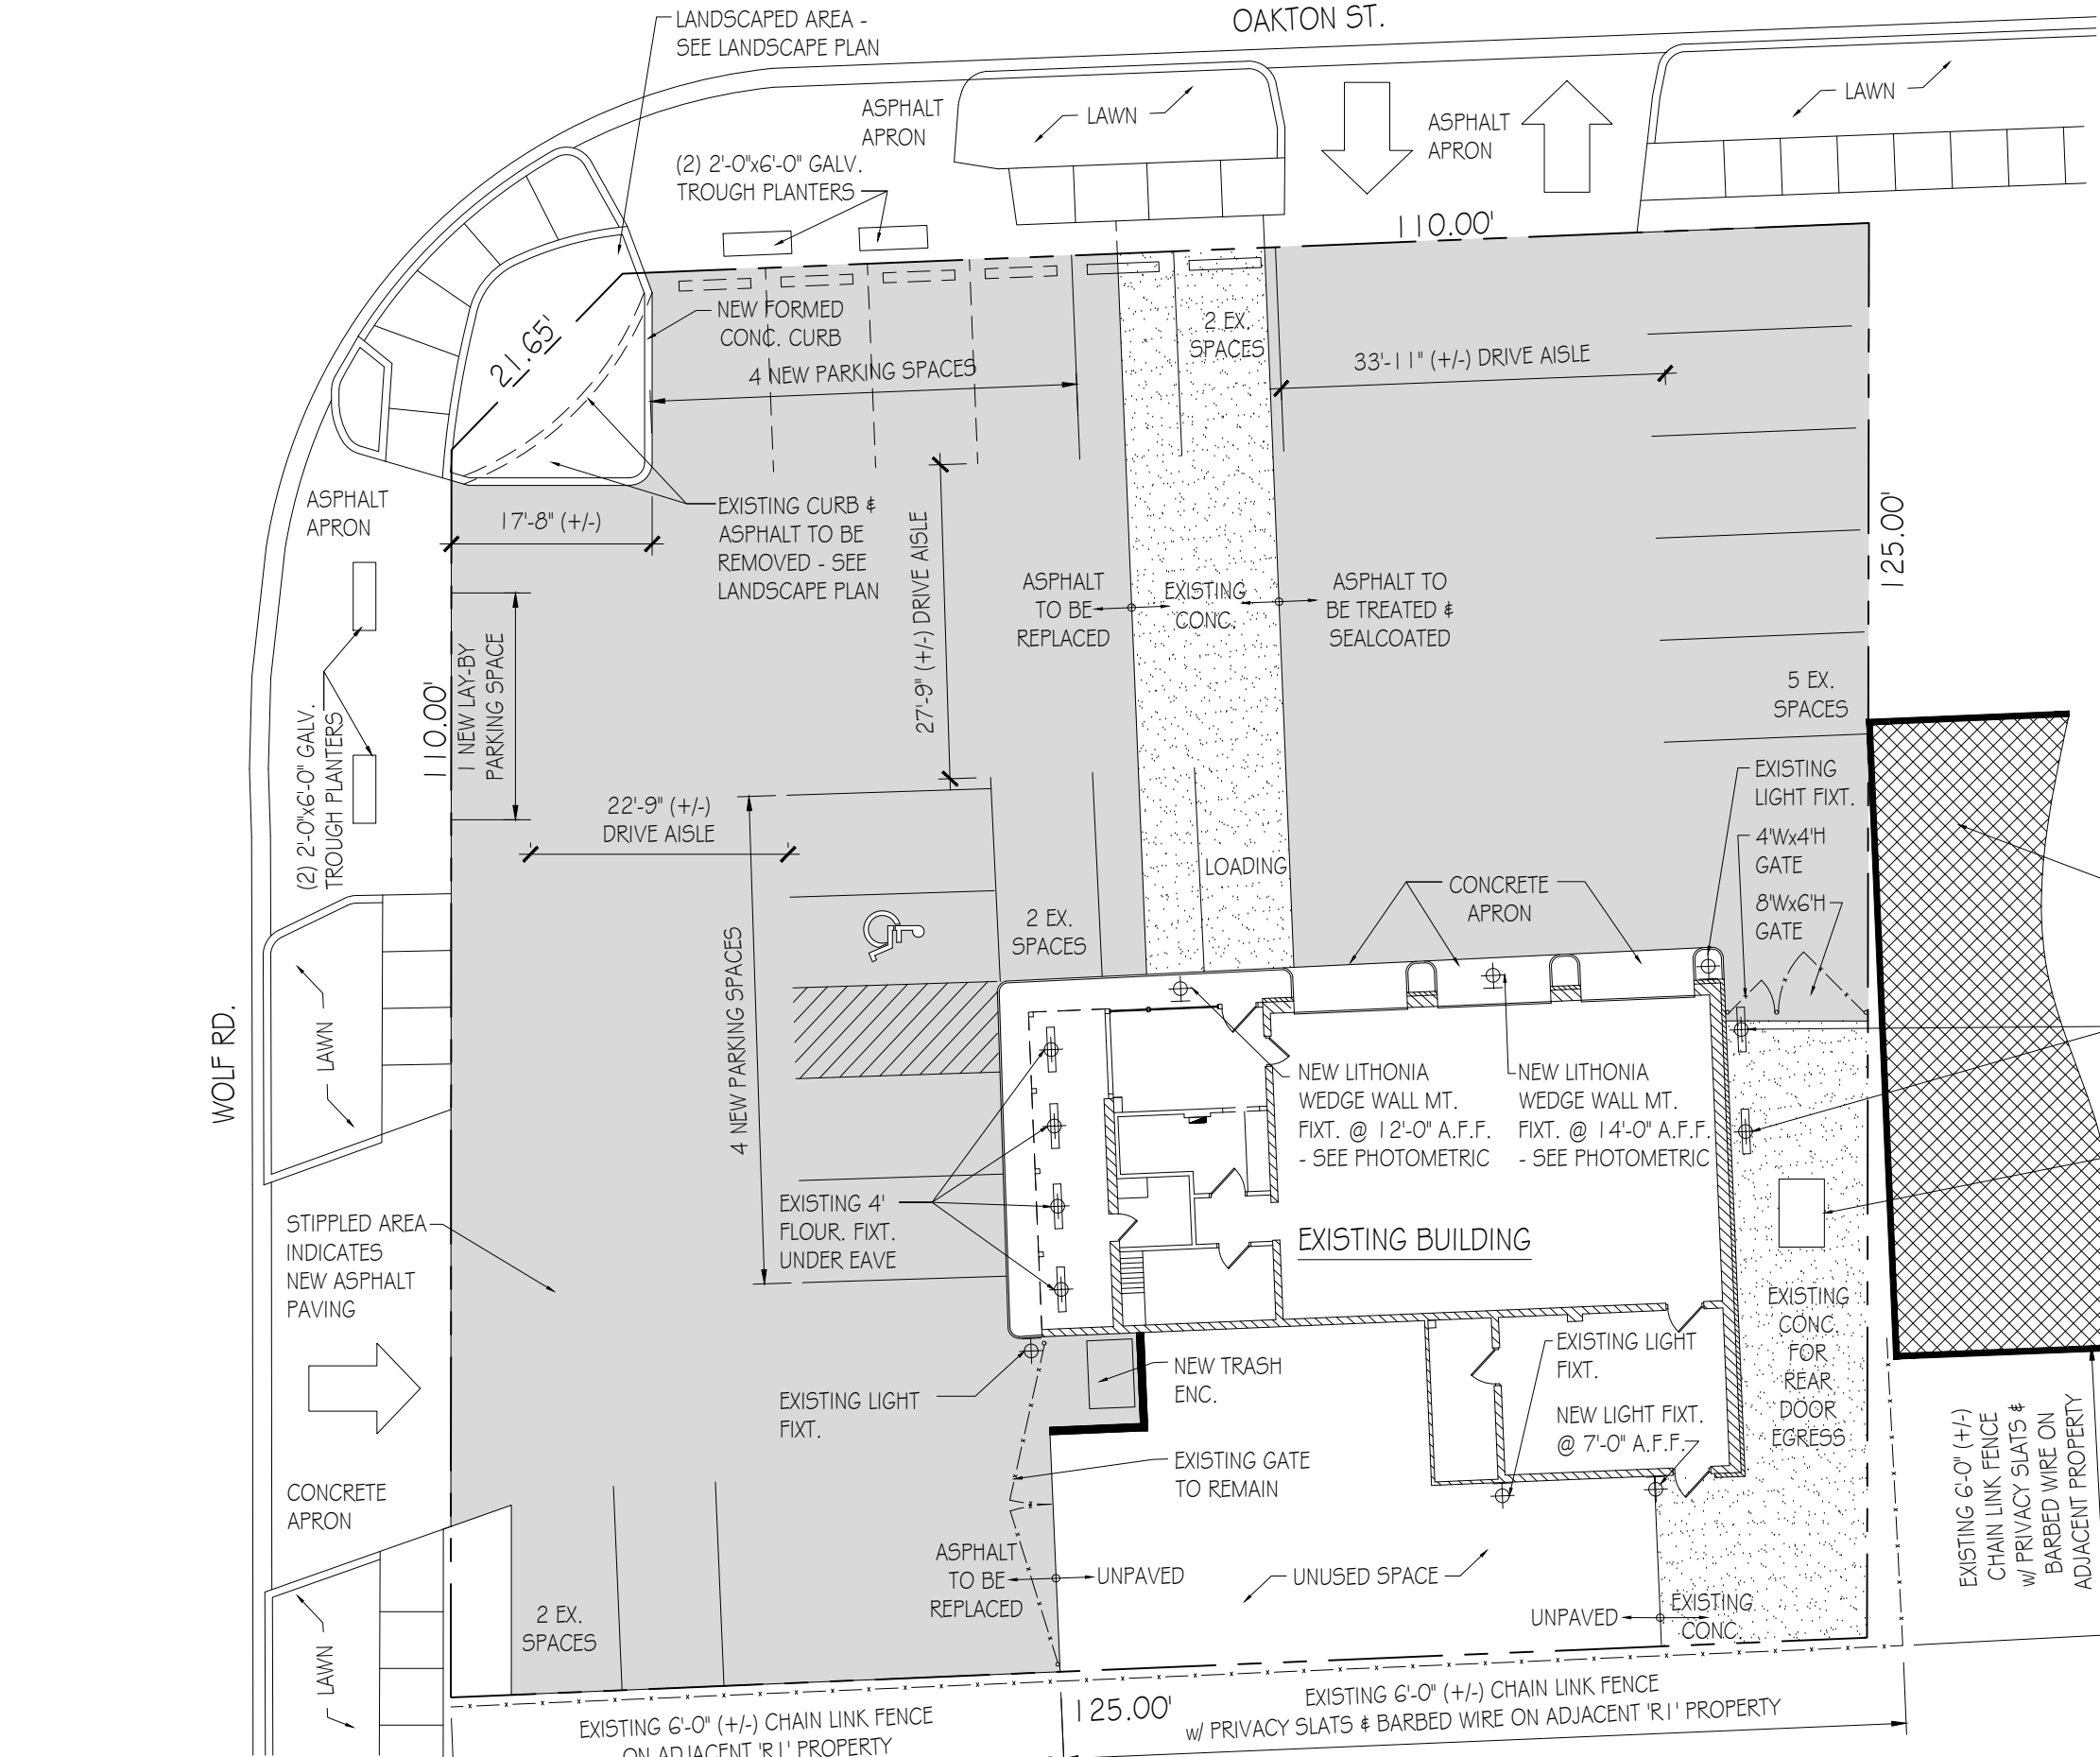 OAKTON ST.
LANDSCAPED AREA -
SEE LANDSCAPE PLAN
ASPHALT
APRON
LAWN
ASPHALT
APRON
LAWN
(2) 2'-0"x6'-0" GALV.
TROUGH PLANTERS
110.00'
21.65'
NEW FORMED
CONC. CURB
4 NEW PARKING SPACES
2 EX.
SPACES
33'-11" (+/-) DRIVE AISLE
ASPHALT
APRON
17'-8" (+/-)
EXISTING CURB &
ASPHALT TO BE
REMOVED - SEE
LANDSCAPE PLAN
27'-9" (+/-) DRIVE AISLE
ASPHALT
TO BE
REPLACED
EXISTING
CONC.
ASPHALT TO
BE TREATED &
SEALCOATED
125.00'
(2) 2'-0"x6'-0" GALV.
TROUGH PLANTERS
110.00'
1 NEW LAY-BY
PARKING SPACE
5 EX.
SPACES
22'-9" (+/-)
DRIVE AISLE
EXISTING
LIGHT FIXT.
4'Wx4'H
GATE
8'Wx6'H
GATE
LOADING
CONCRETE
APRON
2 EX.
SPACES
4 NEW PARKING SPACES
WOLF RD.
LAWN
NEW LITHONIA
WEDGE WALL MT.
FIXT. @ 12'-0" A.F.F.
- SEE PHOTOMETRIC
NEW LITHONIA
WEDGE WALL MT.
FIXT. @ 14'-0" A.F.F.
- SEE PHOTOMETRIC
EXISTING 4'
FLOUR. FIXT.
UNDER EAVE
EXISTING BUILDING
STIPPLED AREA
INDICATES
NEW ASPHALT
PAVING
EXISTING
CONC.
FOR
REAR
DOOR
EGRESS
EXISTING LIGHT
FIXT.
NEW TRASH
ENC.
EXISTING LIGHT
FIXT.
NEW LIGHT FIXT.
@ 7'-0" A.F.F.
EXISTING GATE
TO REMAIN
CONCRETE
APRON
EXISTING 6'-0" (+/-)
CHAIN LINK FENCE
w/ PRIVACY SLATS &
BARBED WIRE ON
ADJACENT PROPERTY
ASPHALT
TO BE
REPLACED
UNPAVED
UNUSED SPACE
UNPAVED
EXISTING
CONC.
2 EX.
SPACES
LAWN
125.00'
EXISTING 6'-0" (+/-) CHAIN LINK FENCE
w/ PRIVACY SLATS & BARBED WIRE ON ADJACENT 'R1' PROPERTY
EXISTING 6'-0" (+/-) CHAIN LINK FENCE
ON ADJACENT 'R1' PROPERTY